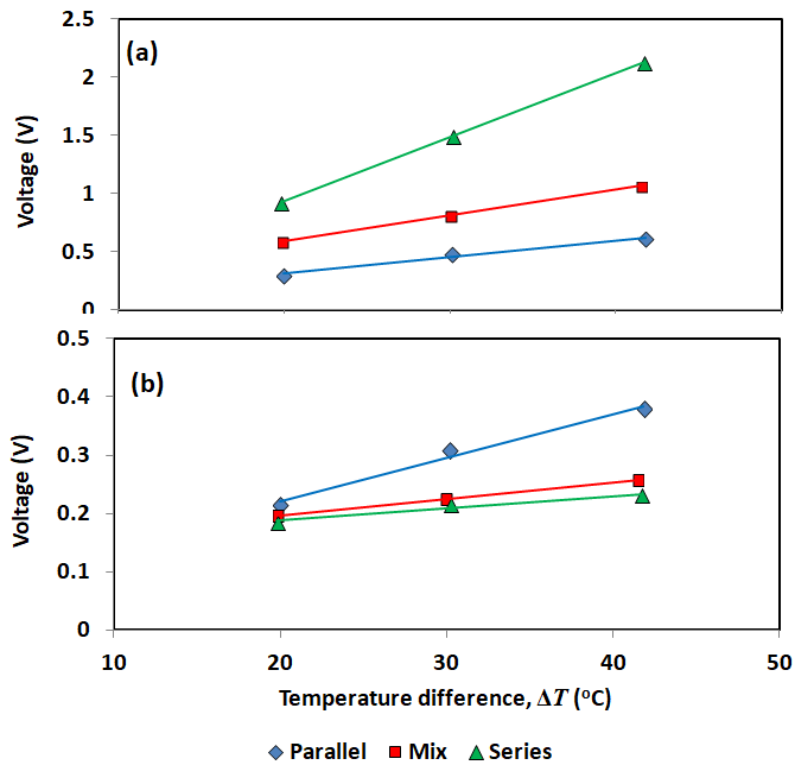 (a)
Voltage (V)
2.5
2
1.5
1
0.5
0
(b)
Voltage (V)
0.5
0.4
0.3
0.2
0.1
0
10 20 30 40 50
Temperature difference, ΔT (°C)
Parallel Mix Series